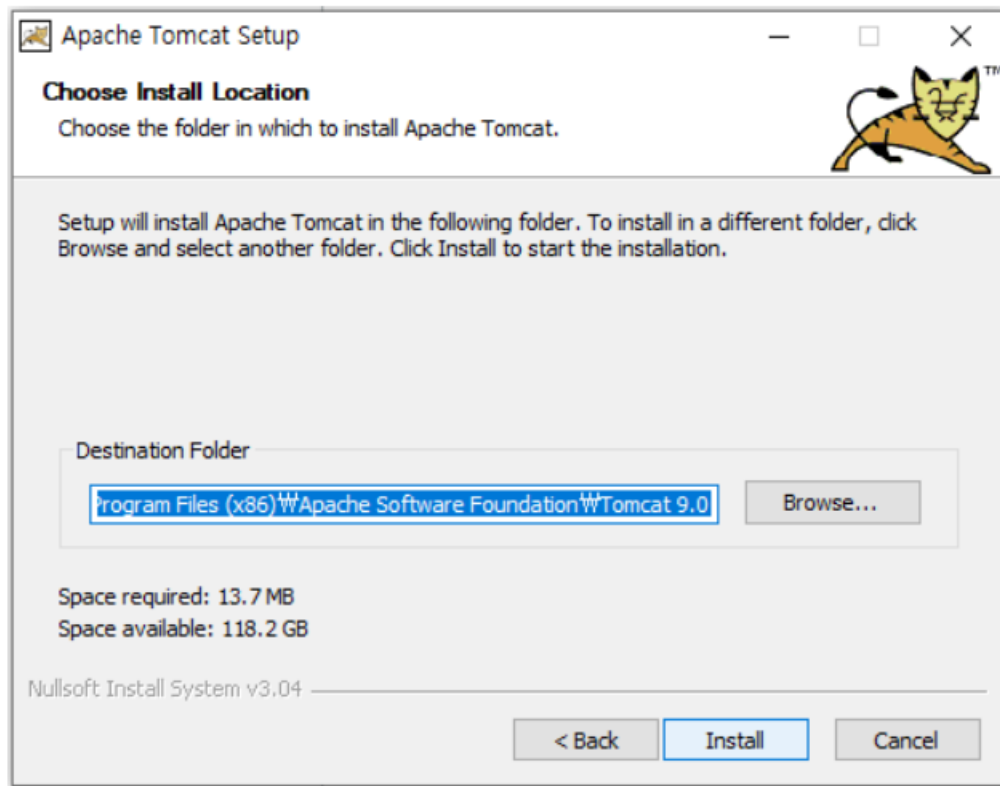 Apache Tomcat Setup
Choose Install Location
Choose the folder in which to install Apache Tomcat.
TM
Setup will install Apache Tomcat in the following folder. To install in a different folder, click
Browse and select another folder. Click Install to start the installation.
Destination Folder
Program Files (x86)₩Apache Software Foundation₩Tomcat 9.0
Browse...
Space required: 13.7 MB
Space available: 118.2 GB
Nullsoft Install System v3.04
< Back
Install
Cancel